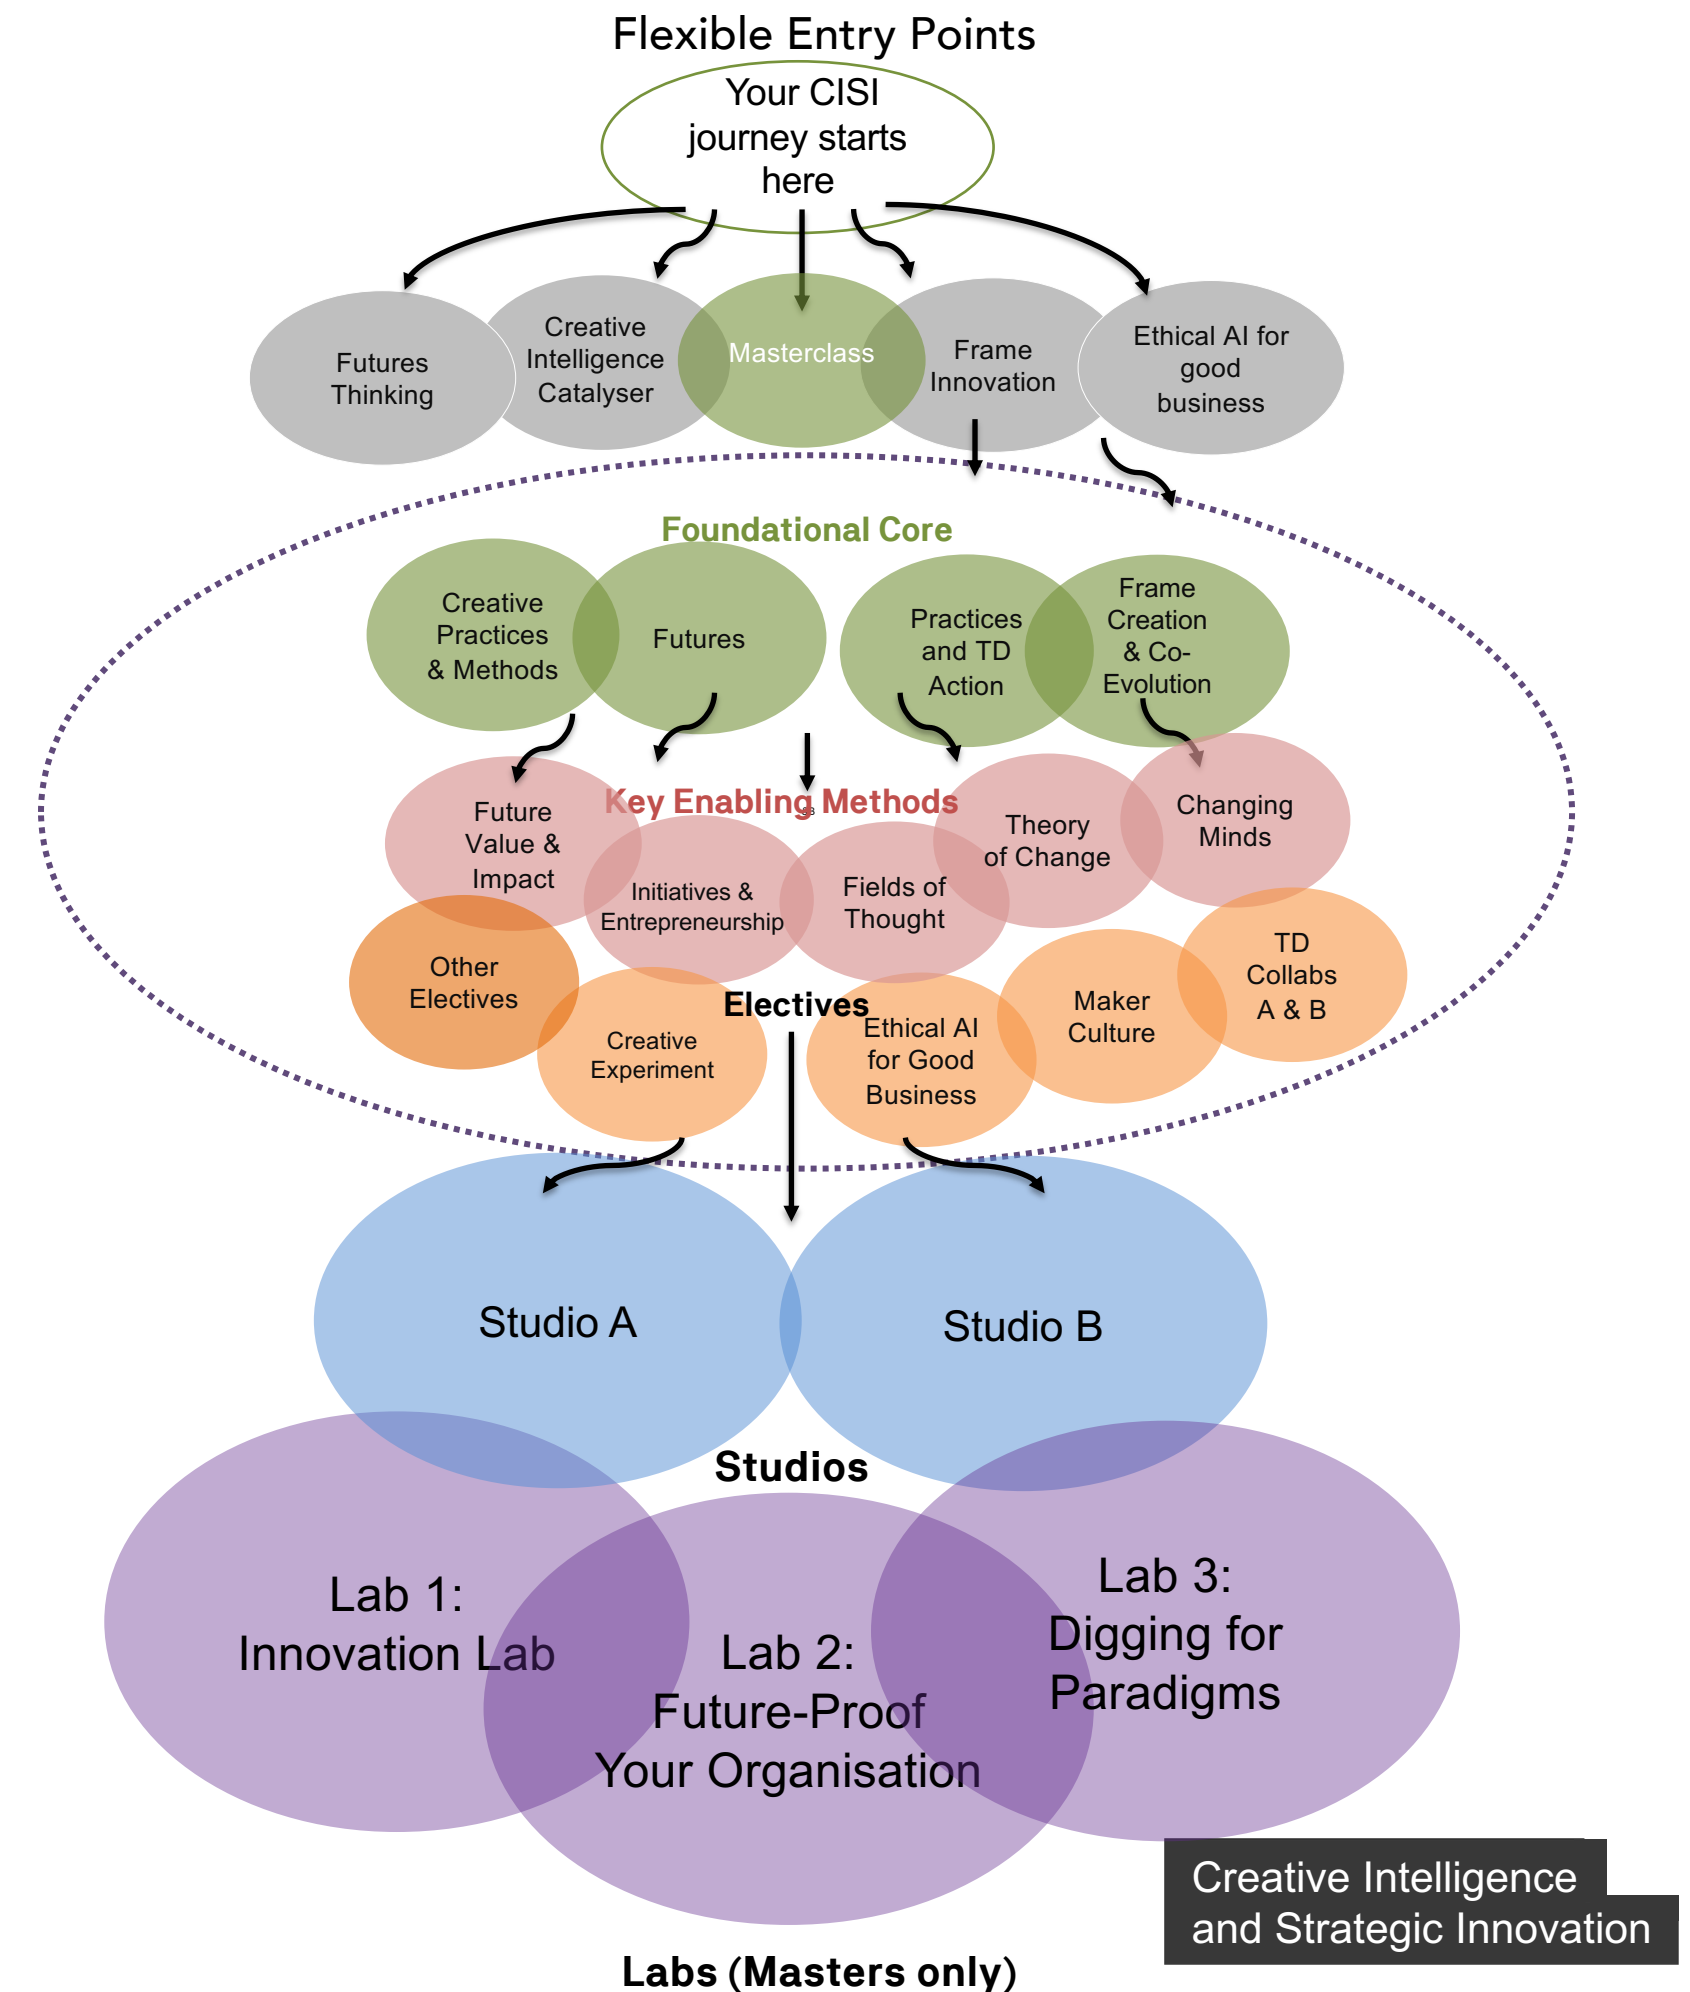 Flexible Entry Points
Your CISI
journey starts
here
Futures
Thinking
Creative
Intelligence
Catalyser
Masterclass
Frame
Innovation
Ethical AI for
good
business
Foundational Core
Creative
Practices
& Methods
Futures
Practices
and TD
Action
Frame
Creation
& Co-
Evolution
Key Enabling Methods
Future
Value &
Impact
Initiatives &
Entrepreneurship
Fields of
Thought
Theory
of Change
Changing
Minds
Other
Electives
Creative
Experiment
Electives
Ethical AI
for Good
Business
Maker
Culture
TD
Collabs
A & B
Studio A
Studio B
Studios
Lab 1:
Innovation Lab
Lab 2:
Future-Proof
Your Organisation
Lab 3:
Digging for
Paradigms
Creative Intelligence
and Strategic Innovation
Labs (Masters only)